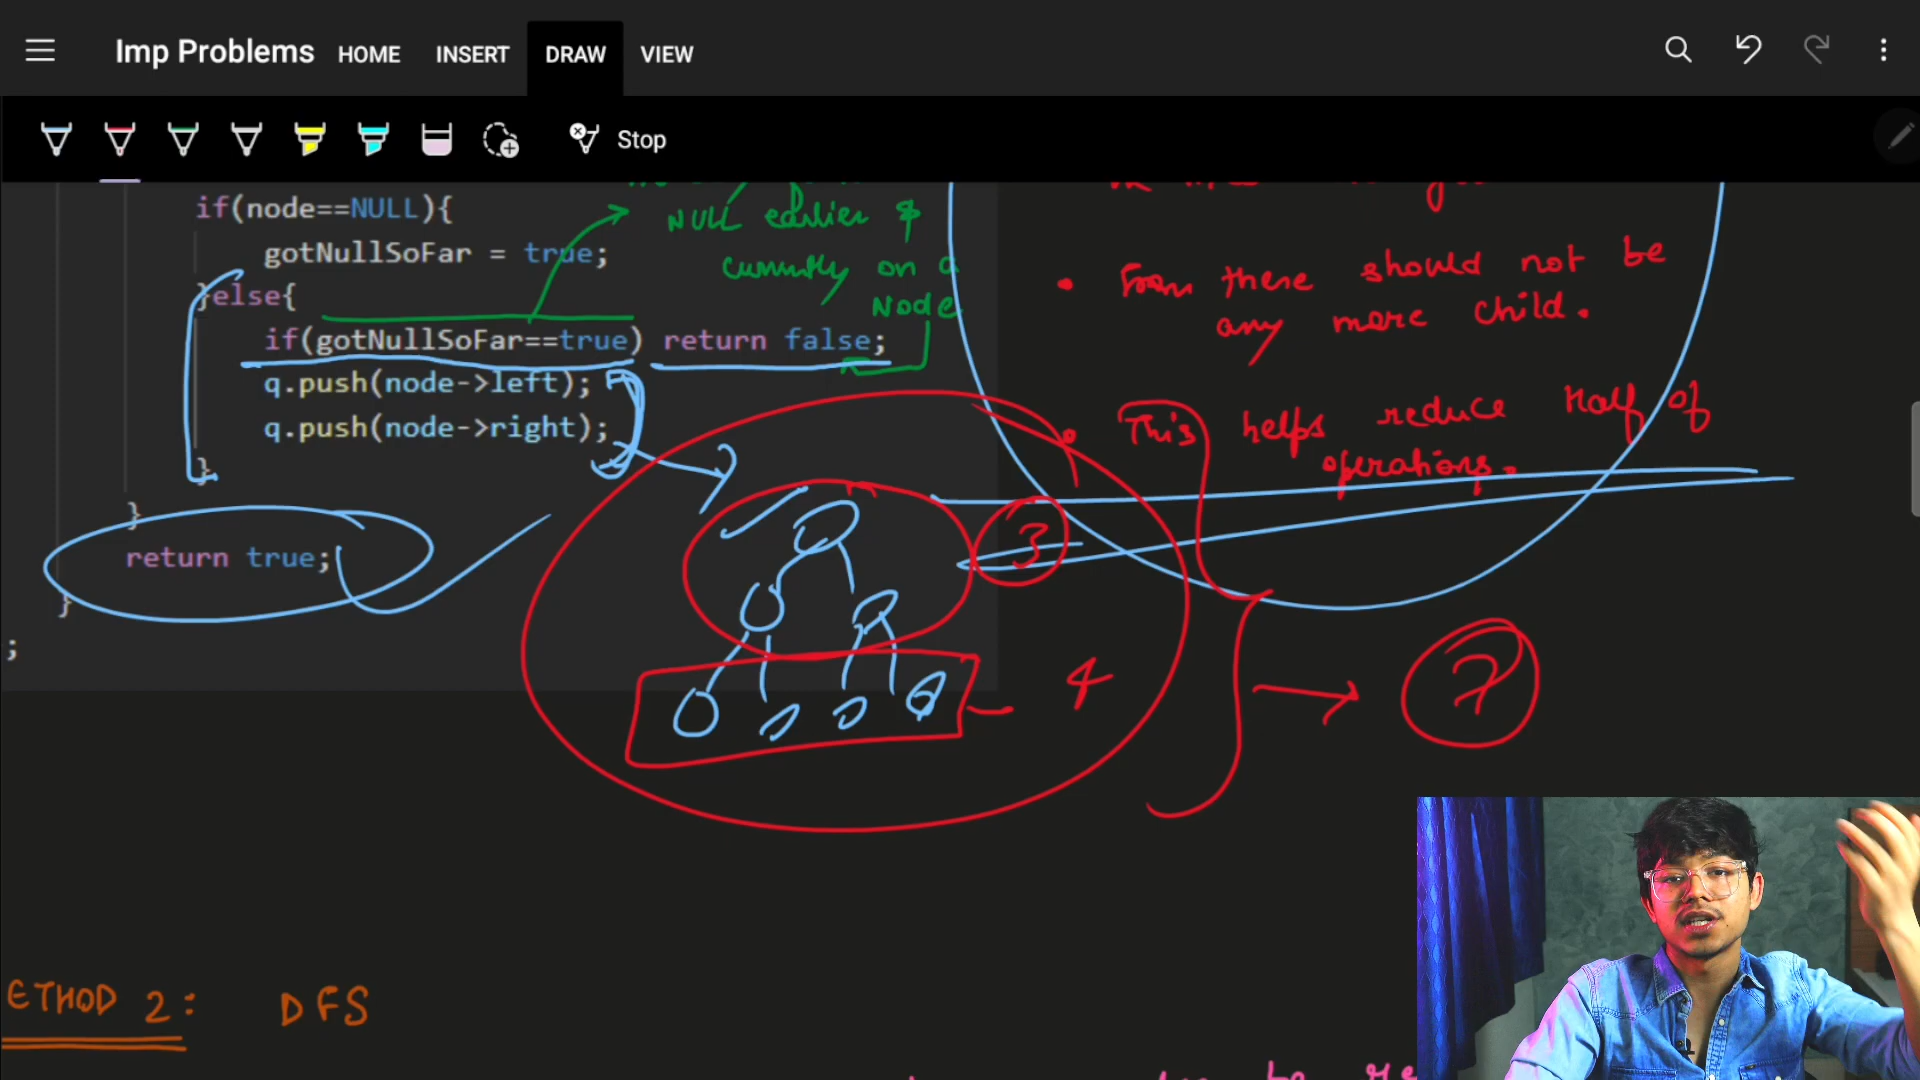 Imp Problems HOME INSERT DRAW VIEW
Stop
if(node==NULL){
gotNullSoFar = true;
}else{
if(gotNullSoFar==true) return false;
q.push(node->left);
q.push(node->right);
}
}
return true;
}
;
NULL earlier &
currently on a
Node
• From there should not be
any more child.
• This helps reduce Half of
operations.
3
4
7
ETHOD 2: DFS